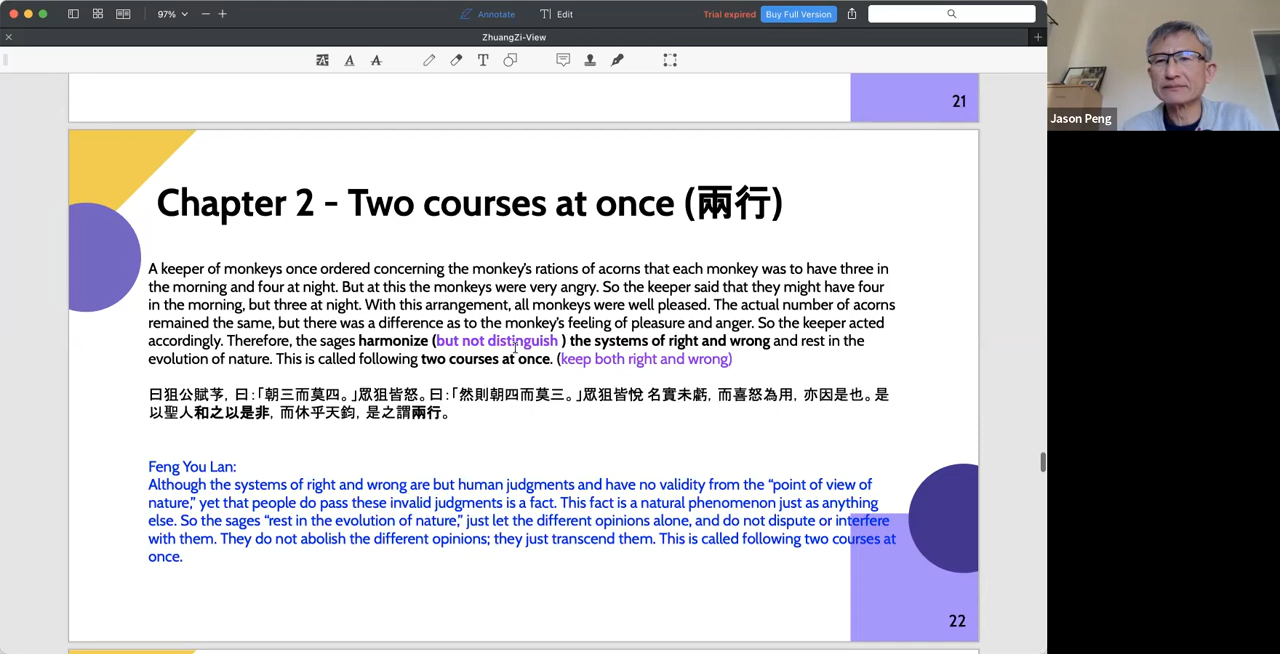 97%
Annotate
Edit
Trial expired
Buy Full Version
ZhuangZi-View
21
Jason Peng
Chapter 2 - Two courses at once (兩行)
A keeper of monkeys once ordered concerning the monkey's rations of acorns that each monkey was to have three in
the morning and four at night. But at this the monkeys were very angry. So the keeper said that they might have four
in the morning, but three at night. With this arrangement, all monkeys were well pleased. The actual number of acorns
remained the same, but there was a difference as to the monkey's feeling of pleasure and anger. So the keeper acted
accordingly. Therefore, the sages harmonize (but not distinguish ) the systems of right and wrong and rest in the
evolution of nature. This is called following two courses at once. (keep both right and wrong)
曰狙公賦芧, 曰:「朝三而莫四。」眾狙皆怒。曰:「然則朝四而莫三。」眾狙皆悅 名實未虧, 而喜怒為用, 亦因是也。是
以聖人和之以是非, 而休乎天鈞, 是之謂兩行。
Feng You Lan:
Although the systems of right and wrong are but human judgments and have no validity from the “point of view of
nature,” yet that people do pass these invalid judgments is a fact. This fact is a natural phenomenon just as anything
else. So the sages “rest in the evolution of nature,” just let the different opinions alone, and do not dispute or interfere
with them. They do not abolish the different opinions; they just transcend them. This is called following two courses at
once.
22